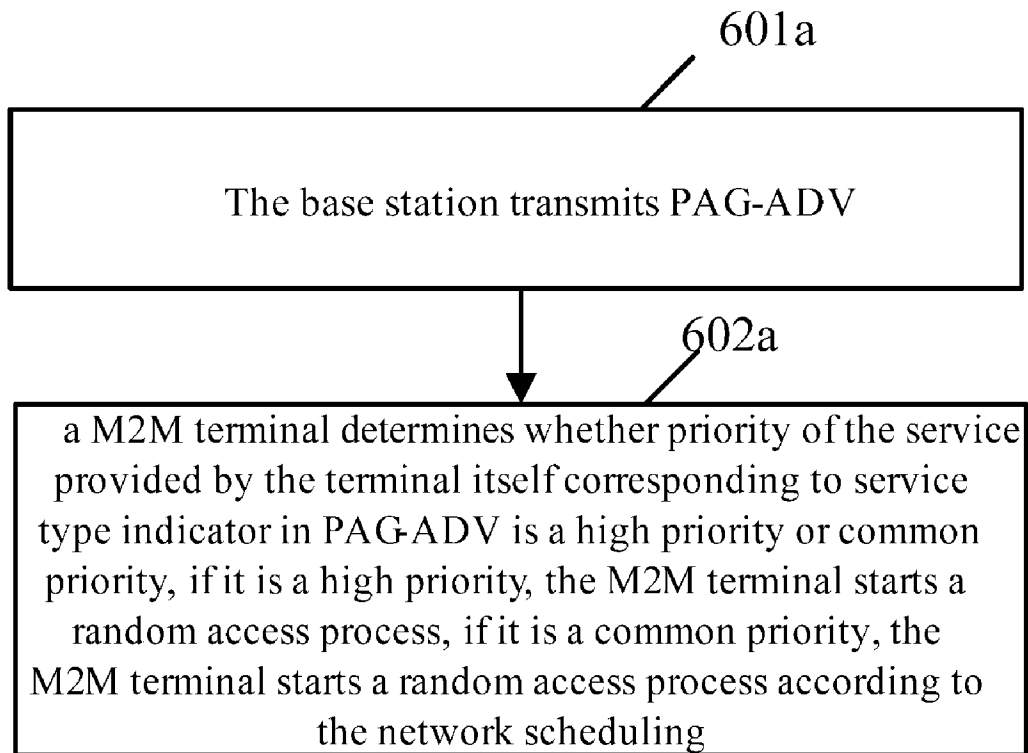 601a
The base station transmits PAG-ADV
602a
a M2M terminal determines whether priority of the service
provided by the terminal itself corresponding to service
type indicator in PAG-ADV is a high priority or common
priority, if it is a high priority, the M2M terminal starts a
random access process, if it is a common priority, the
M2M terminal starts a random access process according to
the network scheduling